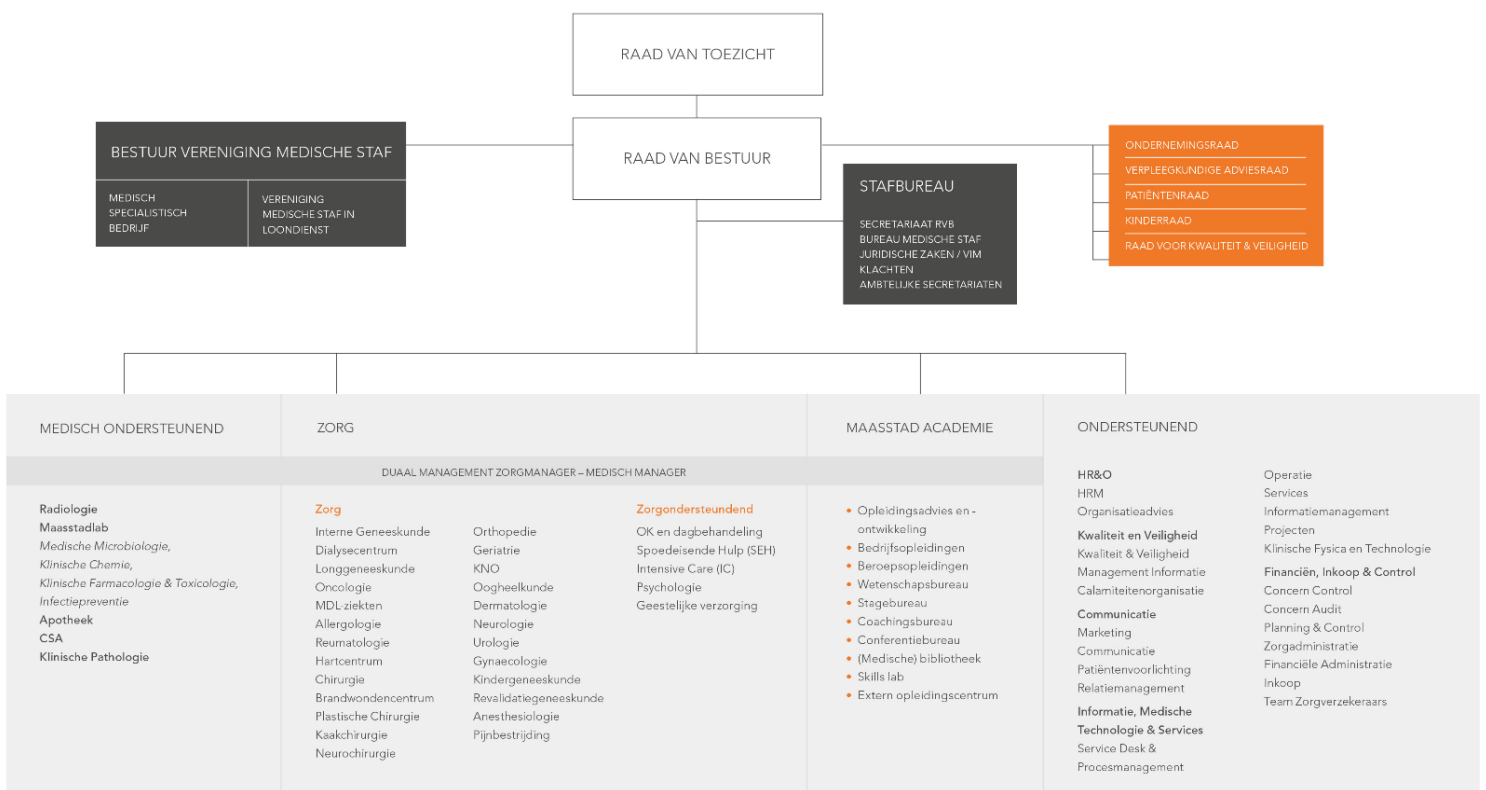 RAAD VAN TOEZICHT
RAAD VAN BESTUUR
BESTUUR VERENIGING MEDISCHE STAF
MEDISCH
SPECIALISTISCH
BEDRIJF
VERENIGING
MEDISCHE STAF IN
LOONDIENST
STAFBUREAU
SECRETARIAAT RVB
BUREAU MEDISCHE STAF
JURIDISCHE ZAKEN / VIM
KLACHTEN
AMBTELIJKE SECRETARIATEN
ONDERNEMINGSRAAD
VERPLEEGKUNDIGE ADVIESRAAD
PATIËNTENRAAD
KINDERRAAD
RAAD VOOR KWALITEIT & VEILIGHEID
MEDISCH ONDERSTEUNEND
ZORG
MAASSTAD ACADEMIE
ONDERSTEUNEND
DUAAL MANAGEMENT ZORGMANAGER – MEDISCH MANAGER
Radiologie
Maasstadlab
Medische Microbiologie,
Klinische Chemie,
Klinische Farmacologie & Toxicologie,
Infectiepreventie
Apotheek
CSA
Klinische Pathologie
Zorg
Interne Geneeskunde
Dialysecentrum
Longgeneeskunde
Oncologie
MDL-ziekten
Allergologie
Reumatologie
Hartcentrum
Chirurgie
Brandwondencentrum
Plastische Chirurgie
Kaakchirurgie
Neurochirurgie
Orthopedie
Geriatrie
KNO
Oogheelkunde
Dermatologie
Neurologie
Urologie
Gynaecologie
Kindergeneeskunde
Revalidatiegeneeskunde
Anesthesiologie
Pijnbestrijding
Zorgondersteundend
OK en dagbehandeling
Spoedeisende Hulp (SEH)
Intensive Care (IC)
Psychologie
Geestelijke verzorging
• Opleidingsadvies en -
ontwikkeling
• Bedrijfsopleidingen
• Beroepsopleidingen
• Wetenschapsbureau
• Stagebureau
• Coachingsbureau
• Conferentiebureau
• (Medische) bibliotheek
• Skills lab
• Extern opleidingscentrum
HR&O
HRM
Organisatieadvies
Kwaliteit en Veiligheid
Kwaliteit & Veiligheid
Management Informatie
Calamiteitenorganisatie
Communicatie
Marketing
Communicatie
Patiëntenvoorlichting
Relatiemanagement
Informatie, Medische
Technologie & Services
Service Desk &
Procesmanagement
Operatie
Services
Informatiemanagement
Projecten
Klinische Fysica en Technologie
Financiën, Inkoop & Control
Concern Control
Concern Audit
Planning & Control
Zorgadministratie
Financiële Administratie
Inkoop
Team Zorgverzekeraars